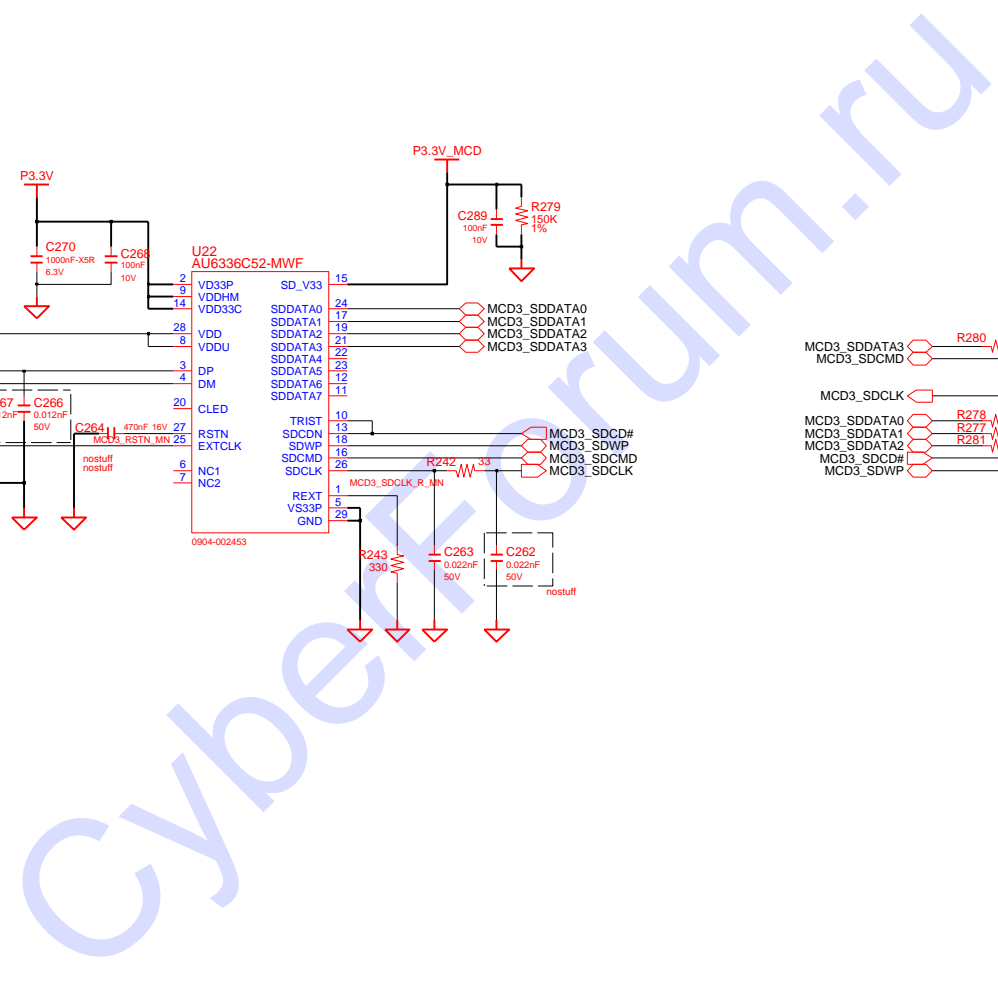 P3.3V_MCD
P3.3V
C270
1000nF-X5R
6.3V
C268
100nF
10V
C289
100nF
10V
R279
150K
1%
U22
AU6336C52-MWF
2 VD33P
9 VDDHM
14 VDD33C
28 VDD
8 VDDU
3 DP
4 DM
20 CLED
27 RSTN
25 EXTCLK
6 NC1
7 NC2
SD_V33 15
SDDATA0 24 MCD3_SDDATA0
SDDATA1 17 MCD3_SDDATA1
SDDATA2 19 MCD3_SDDATA2
SDDATA3 21 MCD3_SDDATA3
SDDATA4 22
SDDATA5 23
SDDATA6 12
SDDATA7 11
TRIST 10
SDCDN 13 MCD3_SDCD#
SDWP 18 MCD3_SDWP
SDCMD 16 MCD3_SDCMD
SDCLK 26 MCD3_SDCLK
REXT 1
VS33P 5
GND 29
0904-002453
67
12nF
C266
0.012nF
50V
C264
470nF 16V
MCD3_RSTN_MN
nostuff
nostuff
R242
33
MCD3_SDCLK_R_MN
R243
330
C263
0.022nF
50V
C262
0.022nF
50V
nostuff
MCD3_SDDATA3 R280
MCD3_SDCMD
MCD3_SDCLK
MCD3_SDDATA0 R278
MCD3_SDDATA1 R277
MCD3_SDDATA2 R281
MCD3_SDCD#
MCD3_SDWP
CyberForum.ru